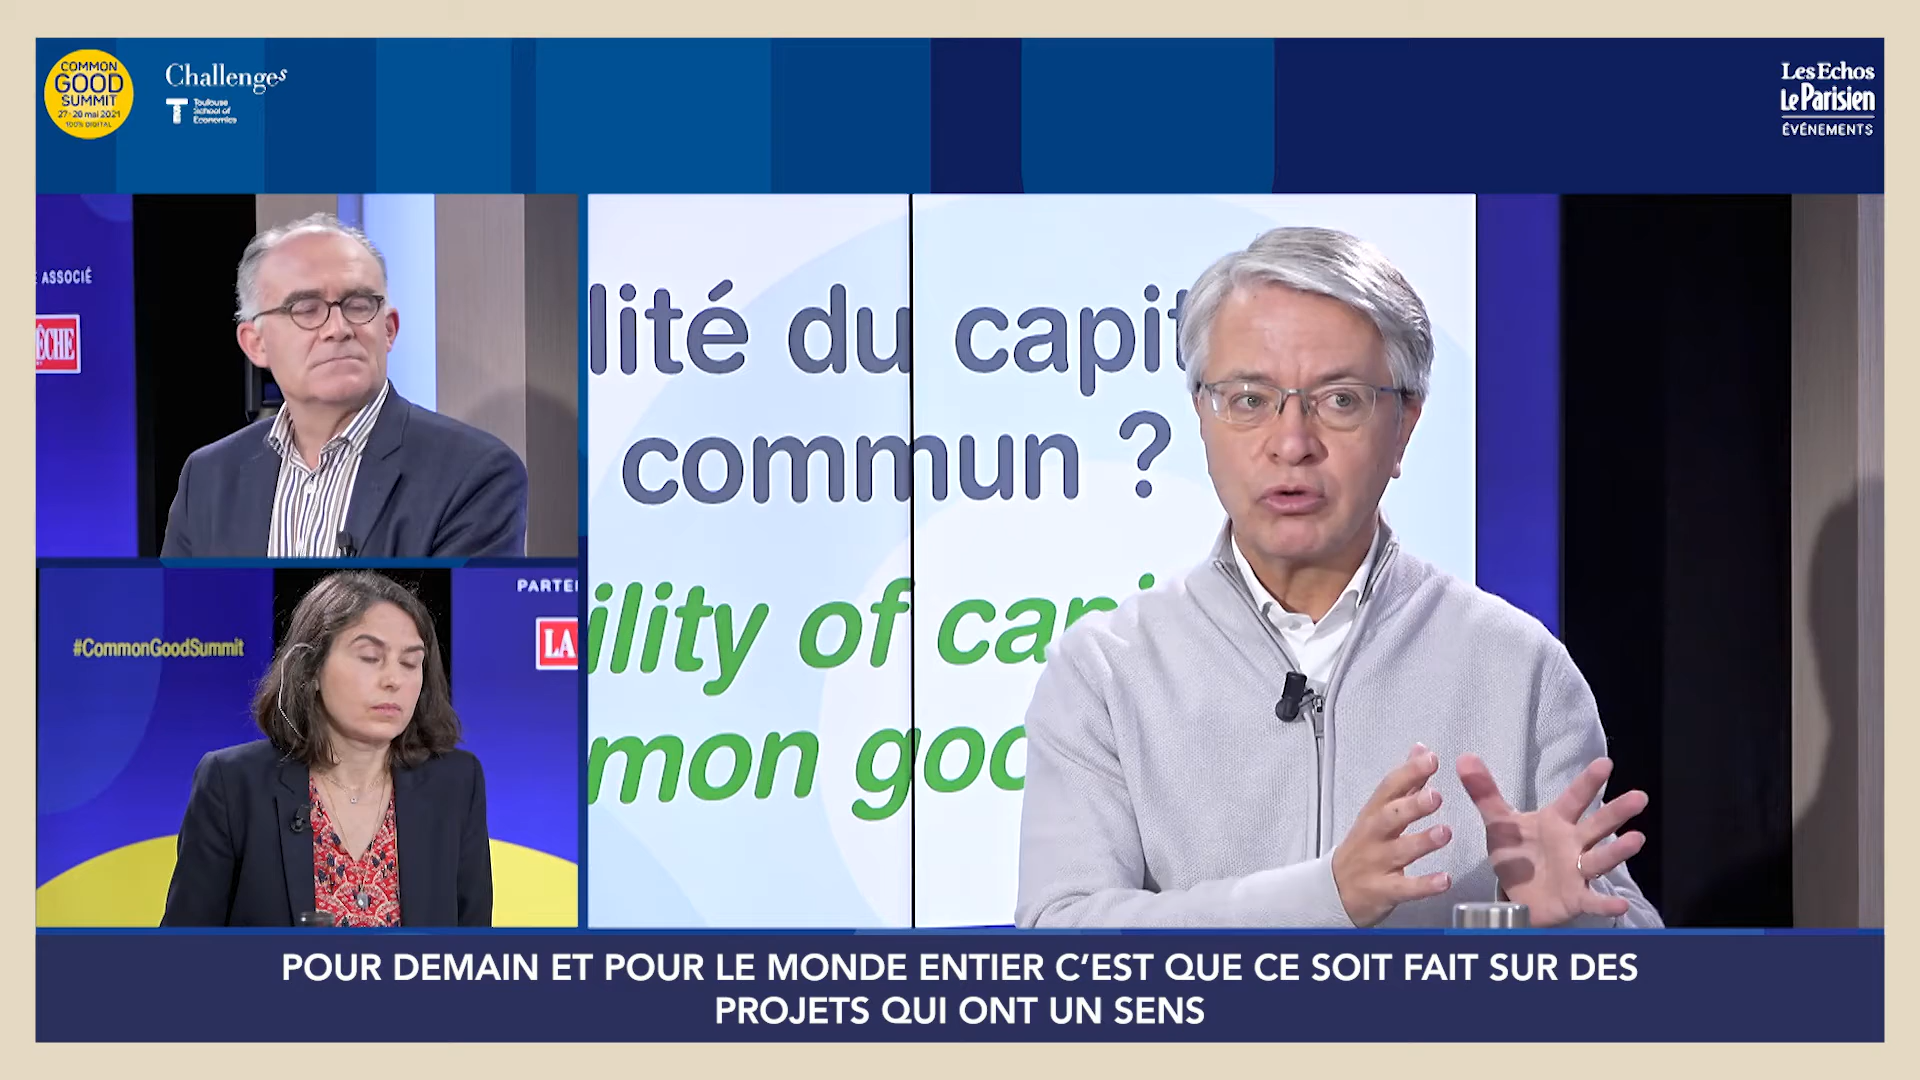 COMMON
GOOD
SUMMIT
27-28 mai 2021
100% DIGITAL
Challenges
Toulouse
School of
Economics
Les Echos
Le Parisien
ÉVÉNEMENTS
ASSOCIÉ
ÊCHE
lité du capit
commun ?
ility of capi
mon goo
PARTE
#CommonGoodSummit
LA
POUR DEMAIN ET POUR LE MONDE ENTIER C'EST QUE CE SOIT FAIT SUR DES
PROJETS QUI ONT UN SENS